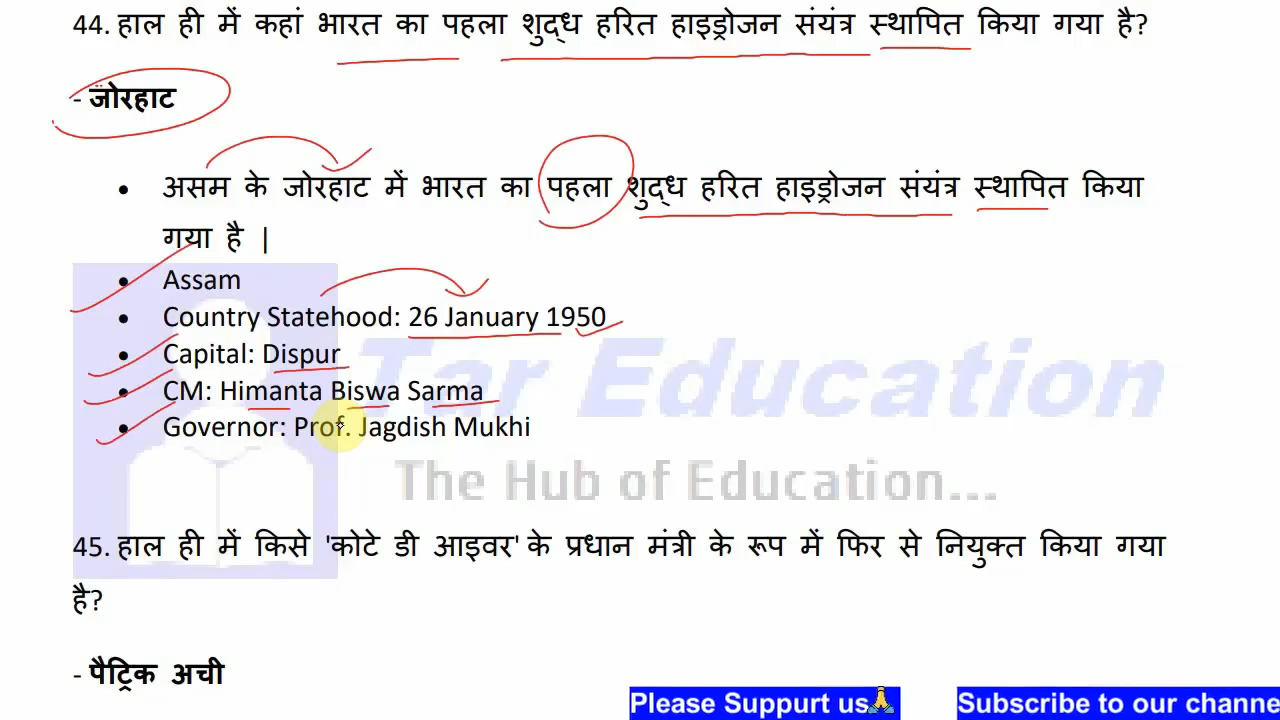 44. हाल ही में कहां भारत का पहला शुद्ध हरित हाइड्रोजन संयंत्र स्थापित किया गया है?
- जोरहाट
• असम के जोरहाट में भारत का पहला शुद्ध हरित हाइड्रोजन संयंत्र स्थापित किया
गया है |
• Assam
• Country Statehood: 26 January 1950
• Capital: Dispur
• CM: Himanta Biswa Sarma
• Governor: Prof. Jagdish Mukhi
Tar Education
The Hub of Education...
45. हाल ही में किसे 'कोटे डी आइवर' के प्रधान मंत्री के रूप में फिर से नियुक्त किया गया
है?
- पैट्रिक अची
Please Suppurt us🙏 Subscribe to our channe